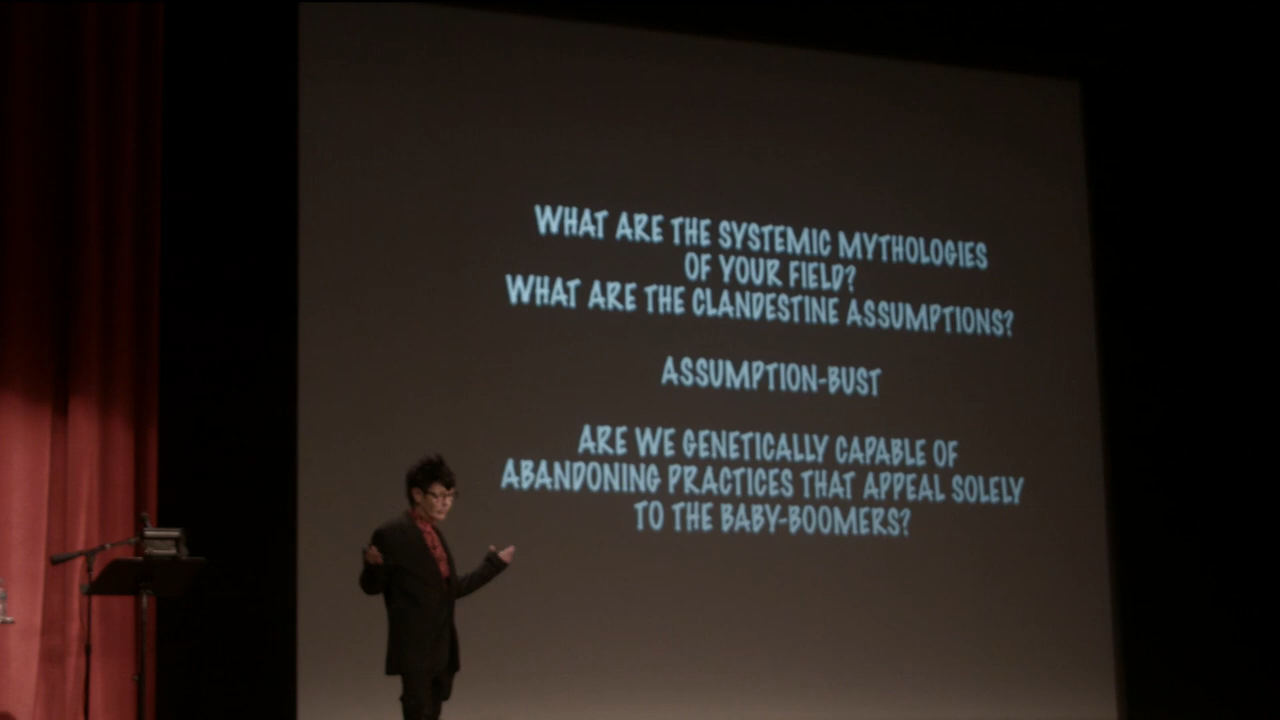 WHAT ARE THE SYSTEMIC MYTHOLOGIES
OF YOUR FIELD?
WHAT ARE THE CLANDESTINE ASSUMPTIONS?
ASSUMPTION-BUST
ARE WE GENETICALLY CAPABLE OF
ABANDONING PRACTICES THAT APPEAL SOLELY
TO THE BABY-BOOMERS?